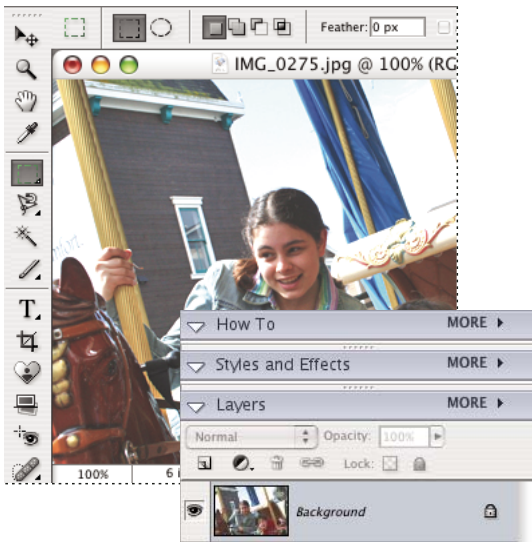 Feather: 0 px
IMG_0275.jpg @ 100% (RG
How To MORE
Styles and Effects MORE
Layers MORE
Normal Opacity: 100%
Lock:
T
100% 6 i
Background